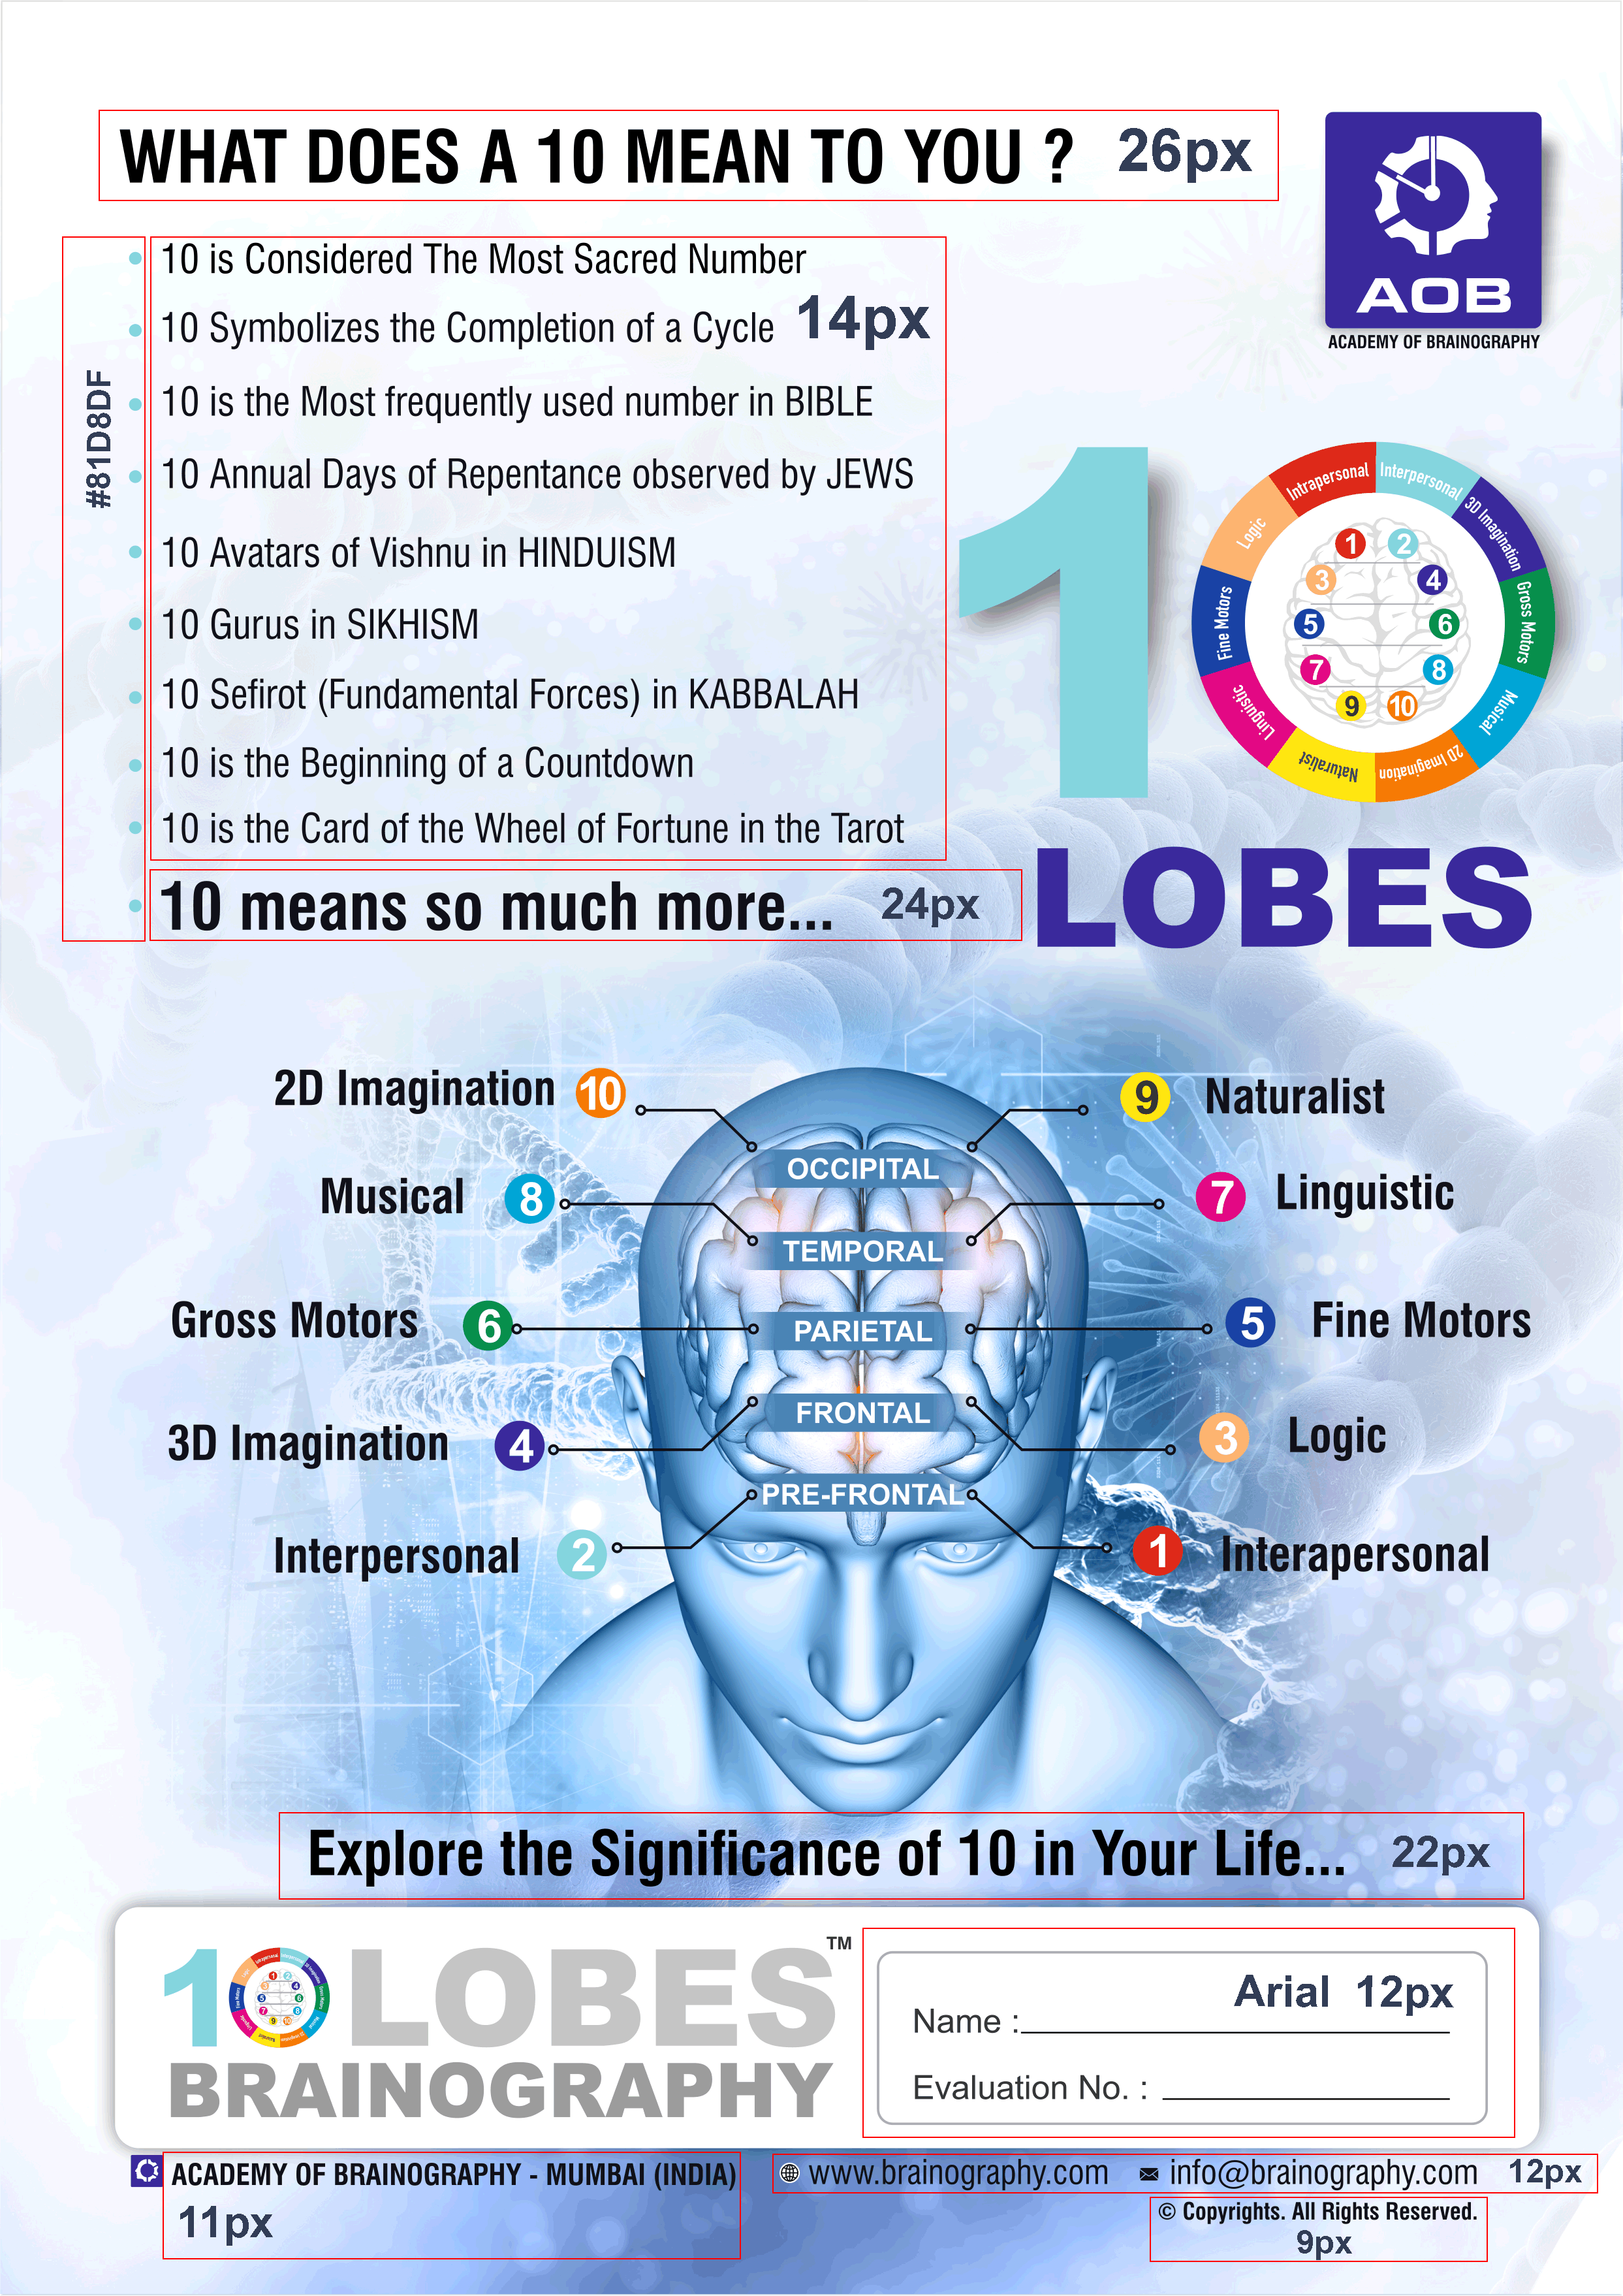 WHAT DOES A 10 MEAN TO YOU ? 26px
AOB
ACADEMY OF BRAINOGRAPHY
#81D8DF
10 is Considered The Most Sacred Number
10 Symbolizes the Completion of a Cycle 14px
10 is the Most frequently used number in BIBLE
10 Annual Days of Repentance observed by JEWS
10 Avatars of Vishnu in HINDUISM
10 Gurus in SIKHISM
10 Sefirot (Fundamental Forces) in KABBALAH
10 is the Beginning of a Countdown
10 is the Card of the Wheel of Fortune in the Tarot
10 means so much more... 24px
1
Intrapersonal
Interpersonal
3D Imagination
Gross Motors
Musical
2D Imagination
Naturalist
Linguistic
Fine Motors
Logic
1 2
3 4
5 6
7 8
9 10
LOBES
2D Imagination 10 OCCIPITAL 9 Naturalist
Musical 8 TEMPORAL 7 Linguistic
Gross Motors 6 PARIETAL 5 Fine Motors
3D Imagination 4 FRONTAL 3 Logic
Interpersonal 2 PRE-FRONTAL 1 Interapersonal
Explore the Significance of 10 in Your Life... 22px
1 LOBES TM
BRAINOGRAPHY
Arial 12px
Name :
Evaluation No. :
ACADEMY OF BRAINOGRAPHY - MUMBAI (INDIA)
11px
www.brainography.com info@brainography.com 12px
© Copyrights. All Rights Reserved.
9px